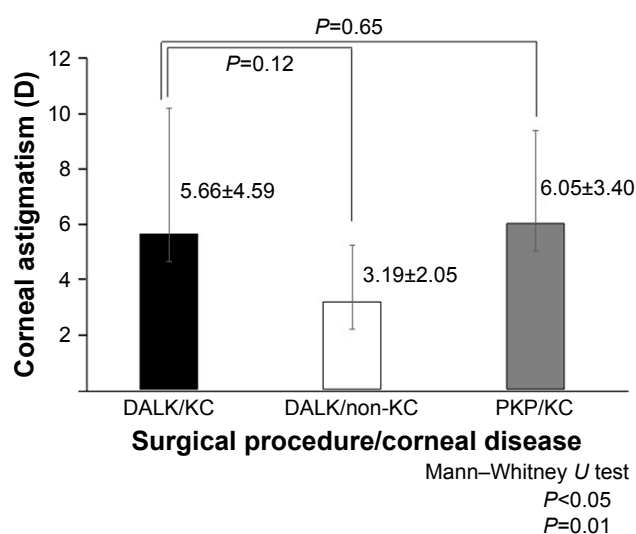 P=0.65
P=0.12
Corneal astigmatism (D)
12
10
8
6
4
2
5.66±4.59
3.19±2.05
6.05±3.40
DALK/KC
DALK/non-KC
PKP/KC
Surgical procedure/corneal disease
Mann–Whitney U test
P<0.05
P=0.01